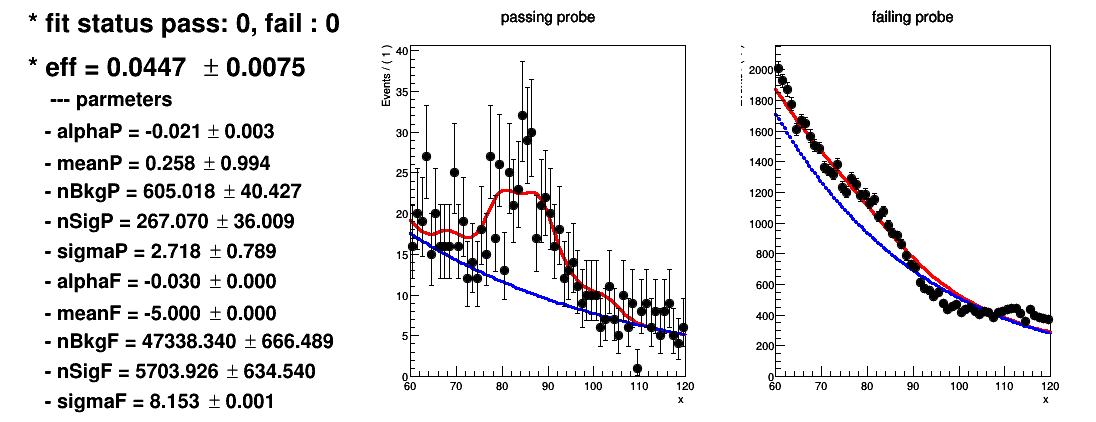 * fit status pass: 0, fail : 0
* eff = 0.0447 ± 0.0075
--- parmeters
- alphaP = -0.021 ± 0.003
- meanP = 0.258 ± 0.994
- nBkgP = 605.018 ± 40.427
- nSigP = 267.070 ± 36.009
- sigmaP = 2.718 ± 0.789
- alphaF = -0.030 ± 0.000
- meanF = -5.000 ± 0.000
- nBkgF = 47338.340 ± 666.489
- nSigF = 5703.926 ± 634.540
- sigmaF = 8.153 ± 0.001
passing probe
Events / ( 1 )
40
35
30
25
20
15
10
5
0
60 70 80 90 100 110 120
x
failing probe
2000
1800
1600
1400
1200
1000
800
600
400
200
0
60 70 80 90 100 110 120
x